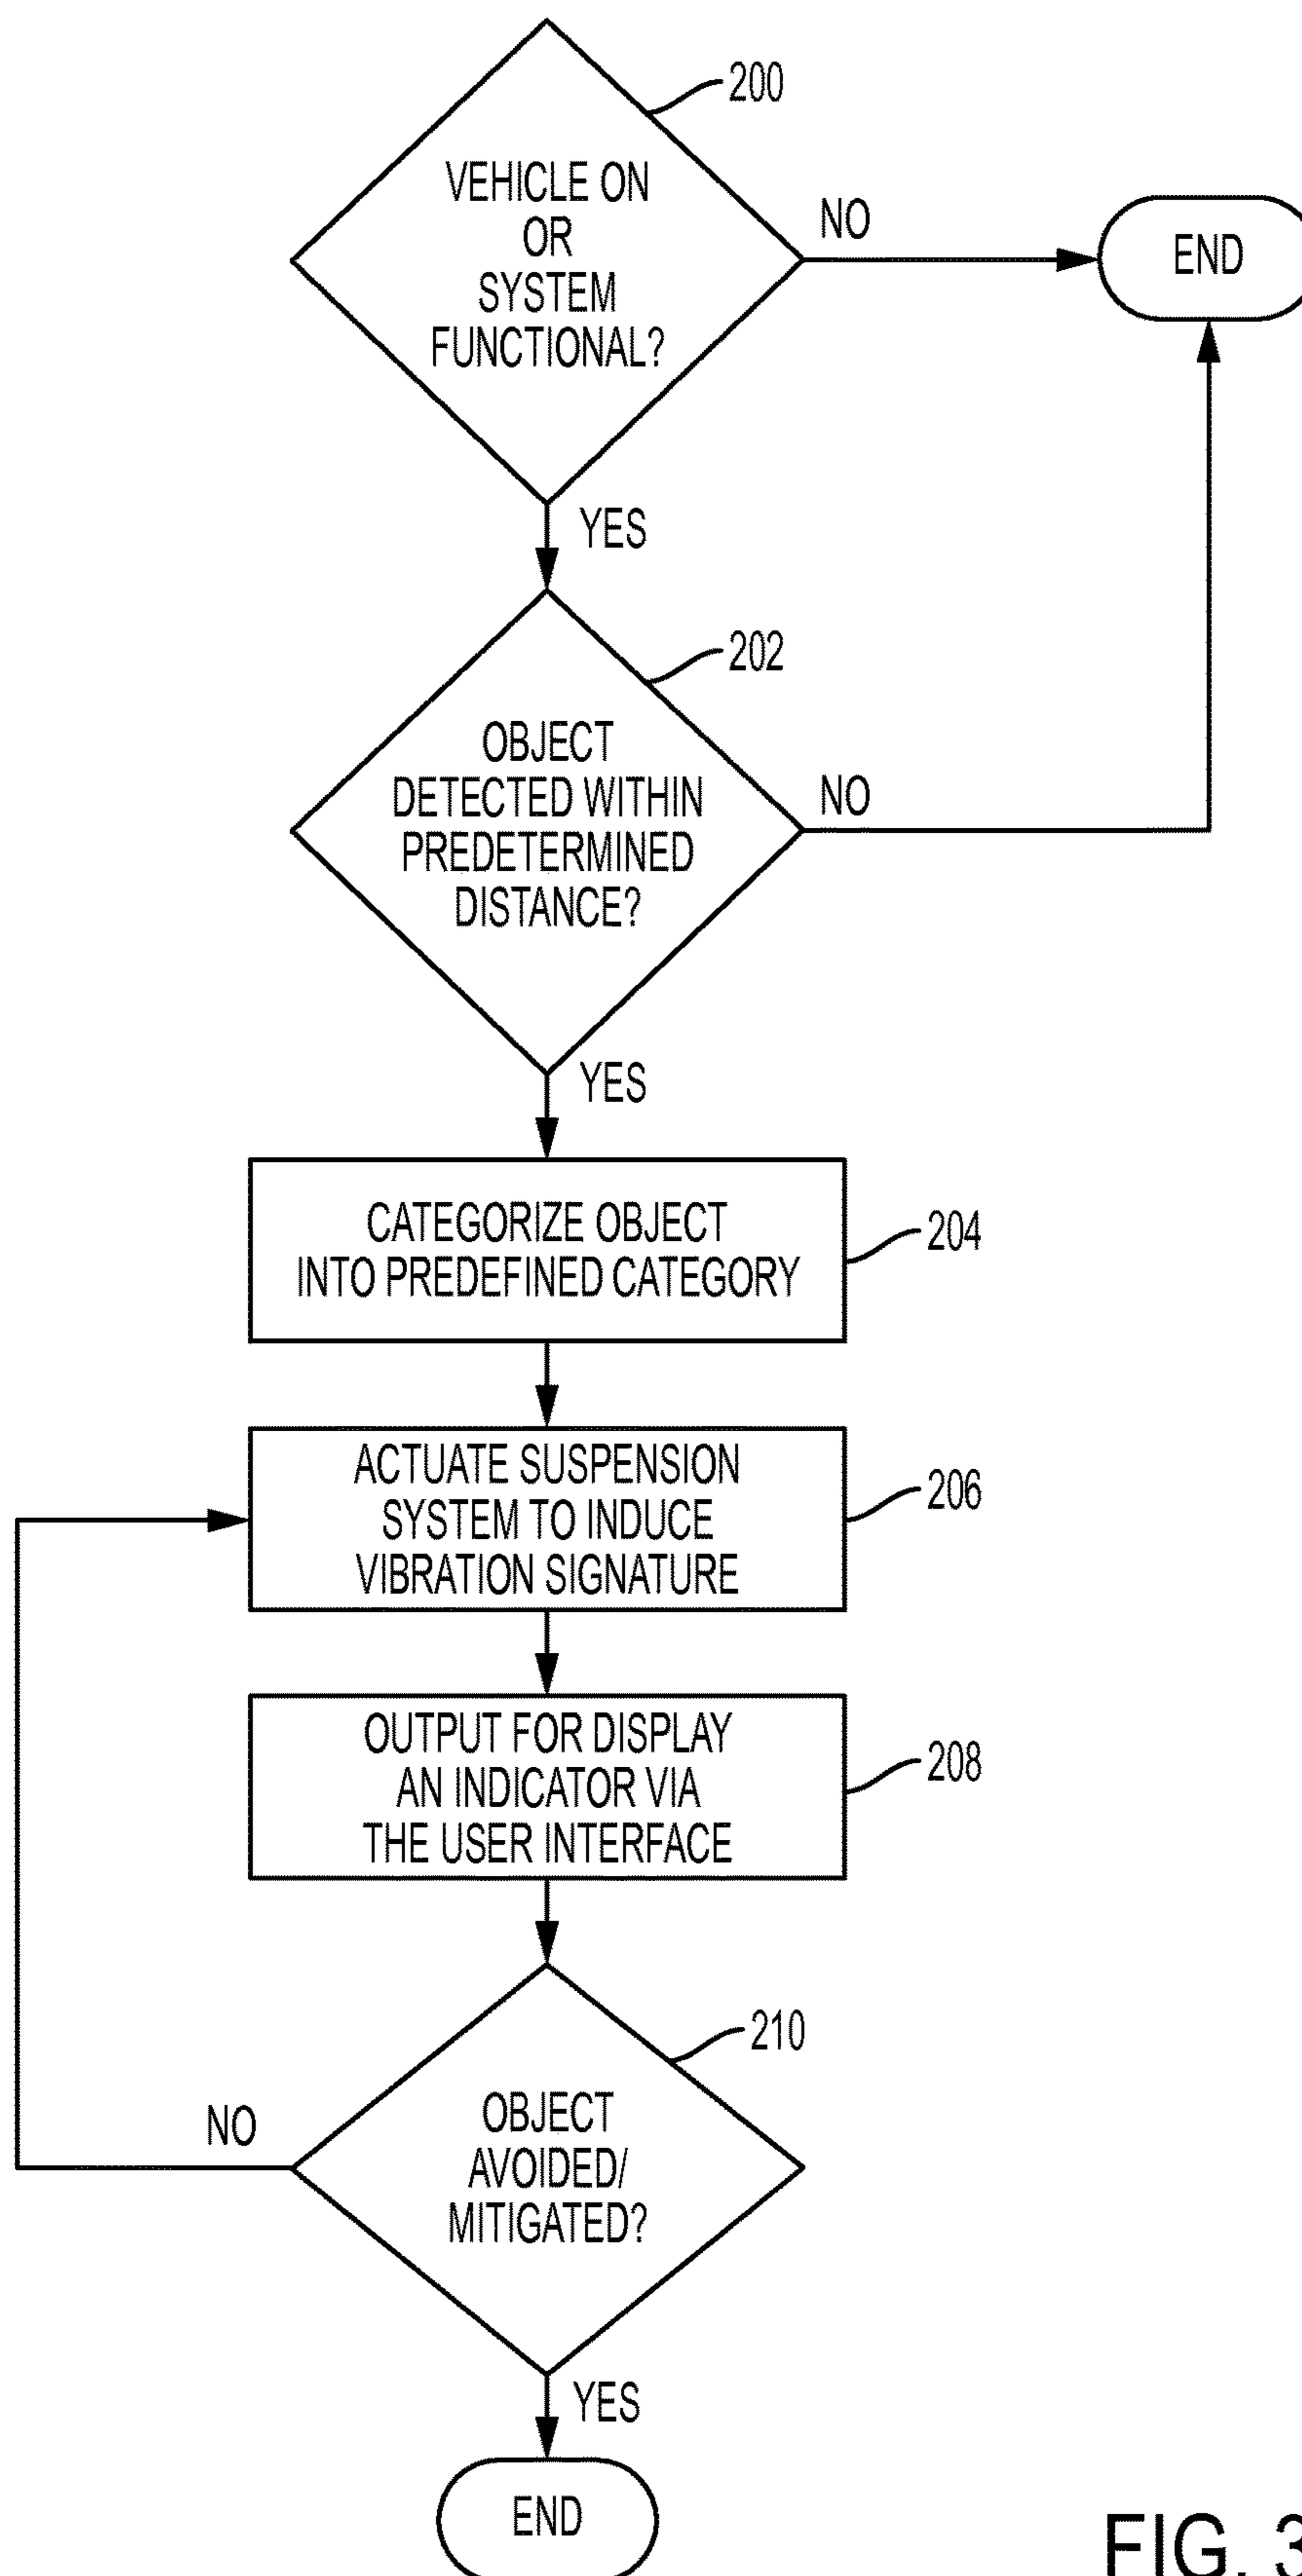 200
VEHICLE ON
OR
SYSTEM
FUNCTIONAL?
NO
END
YES
202
OBJECT
DETECTED WITHIN
PREDETERMINED
DISTANCE?
NO
YES
CATEGORIZE OBJECT
INTO PREDEFINED CATEGORY
204
ACTUATE SUSPENSION
SYSTEM TO INDUCE
VIBRATION SIGNATURE
206
OUTPUT FOR DISPLAY
AN INDICATOR VIA
THE USER INTERFACE
208
210
OBJECT
AVOIDED/
MITIGATED?
NO
YES
END
FIG. 3